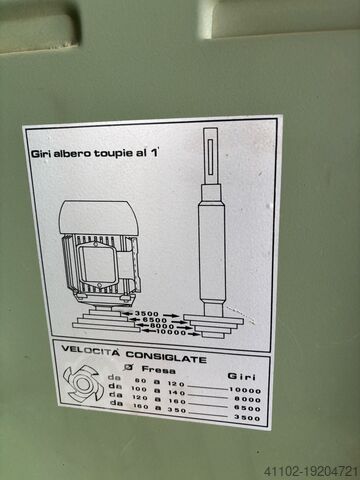 Giri albero toupie al 1'
3500
6500
8000
10000
VELOCITÀ CONSIGLATE
Ø Fresa Giri
da 80 a 120 10000
da 100 a 140 8000
da 120 a 160 6500
da 160 a 350 3500
41102-19204721